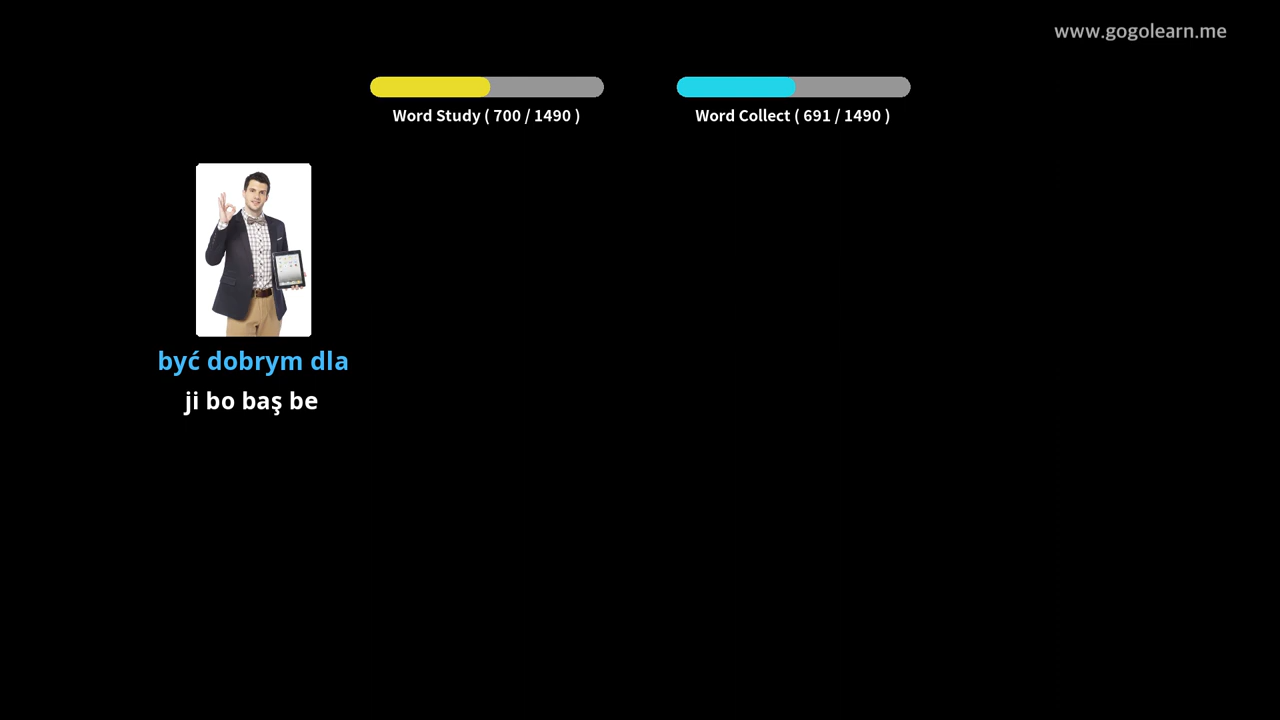 www.gogolearn.me
Word Study ( 700 / 1490 )
Word Collect ( 691 / 1490 )
być dobrym dla
ji bo baş be